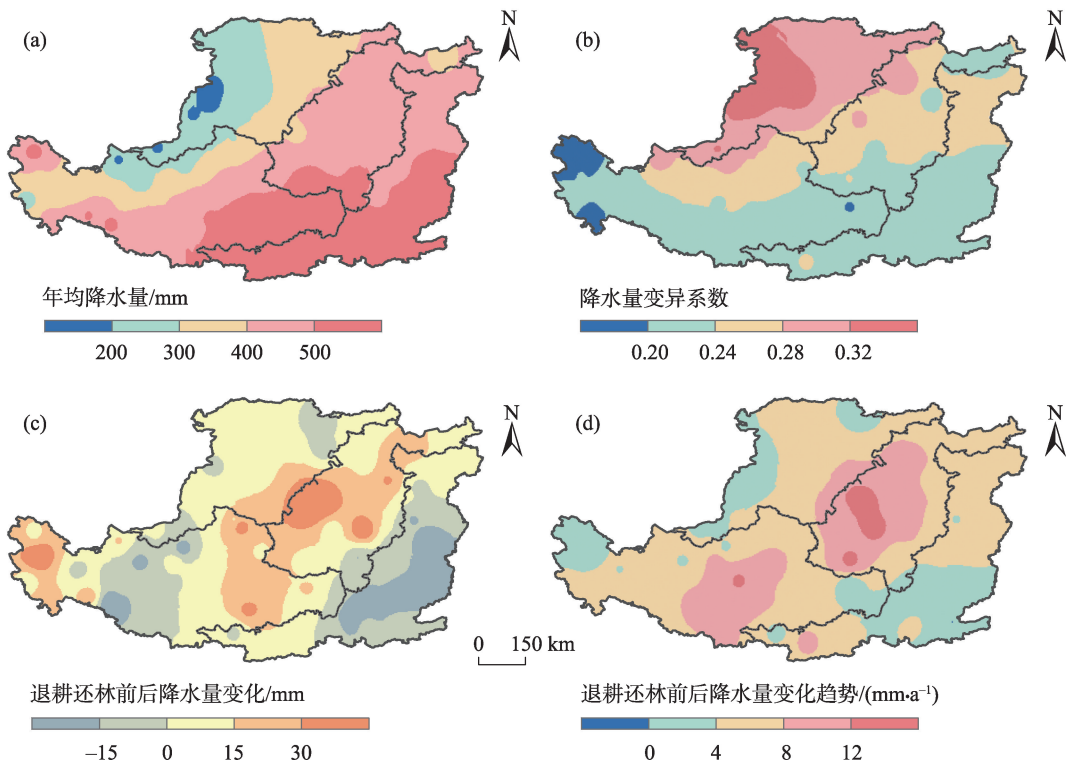 (a)
N
年均降水量/mm
200 300 400 500
(b)
N
降水量变异系数
0.20 0.24 0.28 0.32
(c)
N
0 150 km
退耕还林前后降水量变化/mm
−15 0 15 30
(d)
N
退耕还林前后降水量变化趋势/(mm·a⁻¹)
0 4 8 12